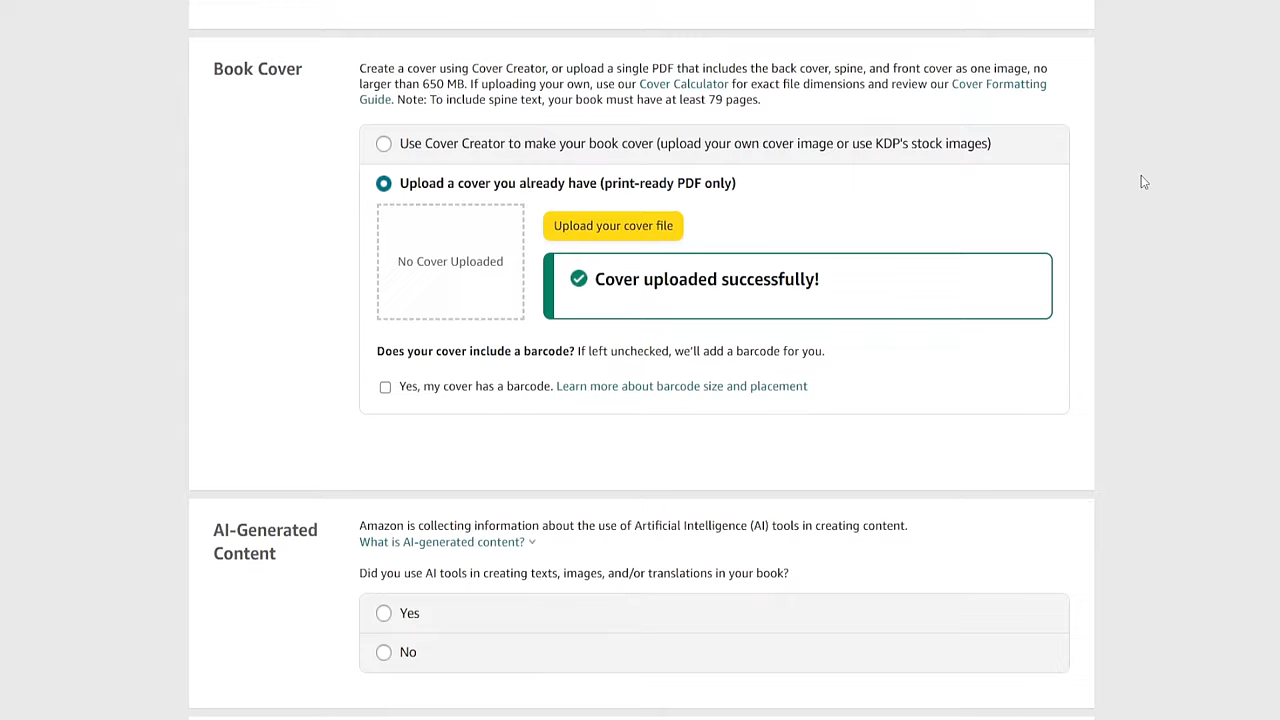 Book Cover
Create a cover using Cover Creator, or upload a single PDF that includes the back cover, spine, and front cover as one image, no
larger than 650 MB. If uploading your own, use our Cover Calculator for exact file dimensions and review our Cover Formatting
Guide. Note: To include spine text, your book must have at least 79 pages.
Use Cover Creator to make your book cover (upload your own cover image or use KDP's stock images)
Upload a cover you already have (print-ready PDF only)
Upload your cover file
No Cover Uploaded
Cover uploaded successfully!
Does your cover include a barcode? If left unchecked, we'll add a barcode for you.
Yes, my cover has a barcode. Learn more about barcode size and placement
AI-Generated
Content
Amazon is collecting information about the use of Artificial Intelligence (AI) tools in creating content.
What is AI-generated content?
Did you use AI tools in creating texts, images, and/or translations in your book?
Yes
No